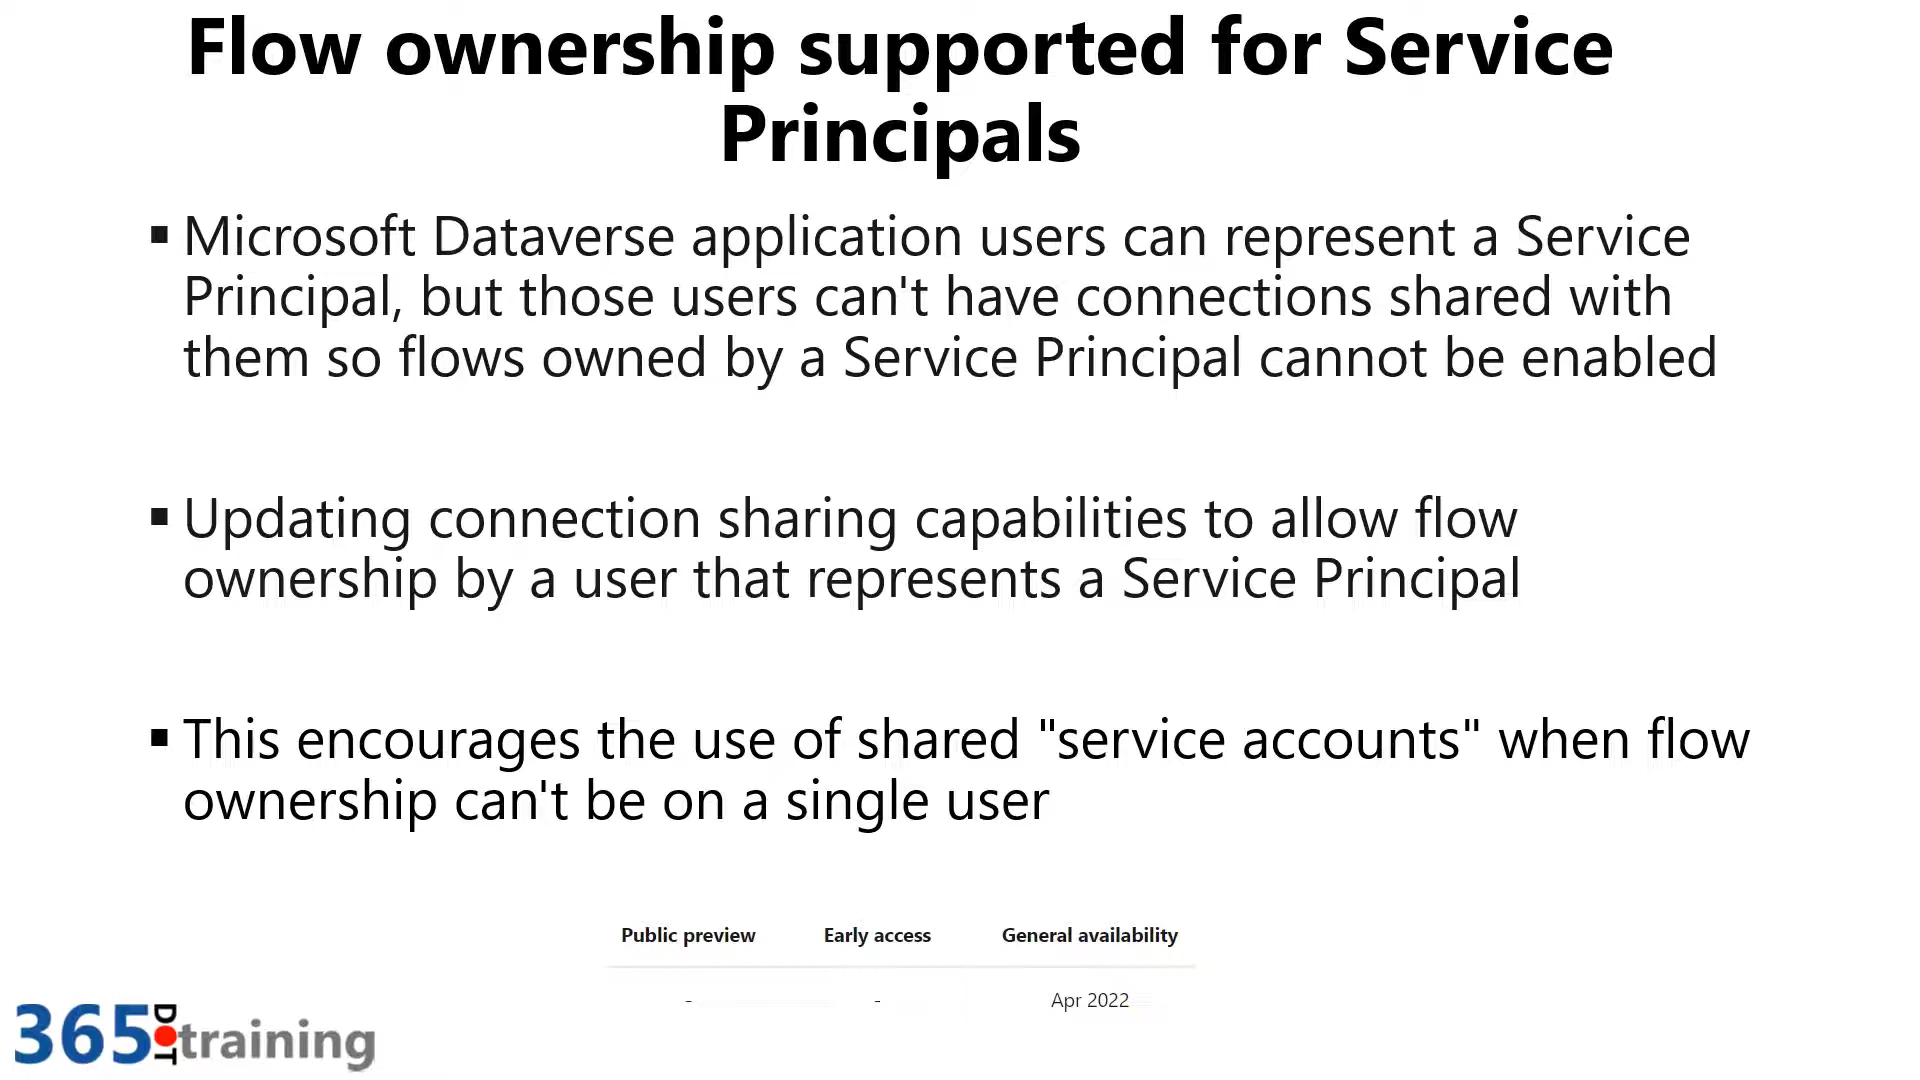 Flow ownership supported for Service
Principals
▪ Microsoft Dataverse application users can represent a Service
Principal, but those users can't have connections shared with
them so flows owned by a Service Principal cannot be enabled
▪ Updating connection sharing capabilities to allow flow
ownership by a user that represents a Service Principal
▪ This encourages the use of shared "service accounts" when flow
ownership can't be on a single user
Public preview Early access General availability
- - Apr 2022
365 DOT training